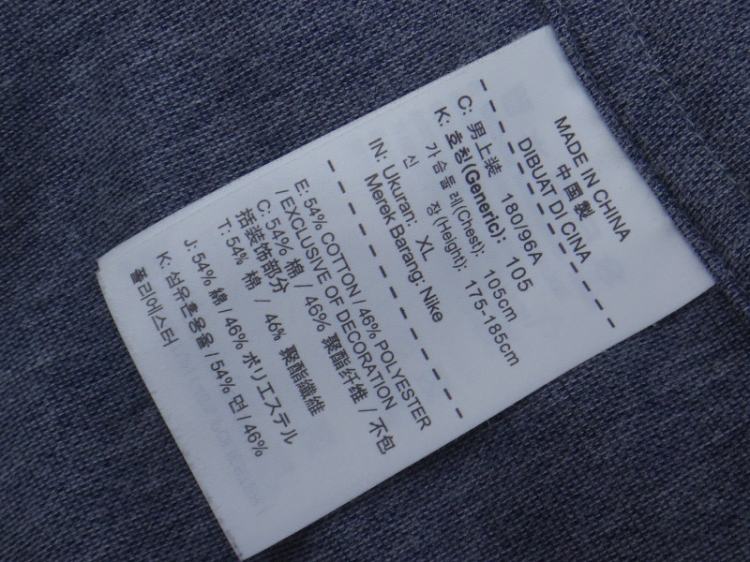 MADE IN CHINA
中国製
DIBUAT DI CINA
C: 男上装 180/96A
K: 호칭(Generic): 105
가슴둘레(Chest): 105cm
신 장(Height): 175-185cm
IN: Ukuran: XL
Merek Barang: Nike
E: 54% COTTON / 46% POLYESTER
/ EXCLUSIVE OF DECORATION
C: 54% 棉 / 46% 聚酯纤维 / 不包
括装饰部分
T: 54% 棉 / 46% 聚酯纖維
J: 54% 綿 / 46% ポリエステル
K: 섬유혼용율 / 54% 면 / 46%
폴리에스터